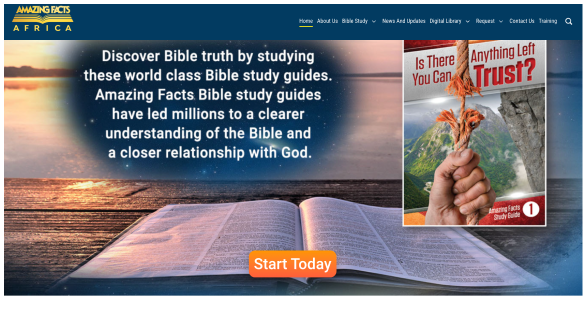 AMAZING FACTS
AFRICA
Home About Us Bible Study News And Updates Digital Library Request Contact Us Training
Discover Bible truth by studying
these world class Bible study guides.
Amazing Facts Bible study guides
have led millions to a clearer
understanding of the Bible and
a closer relationship with God.
Is There Anything Left
You Can Trust?
Amazing Facts
Study Guide 1
Start Today